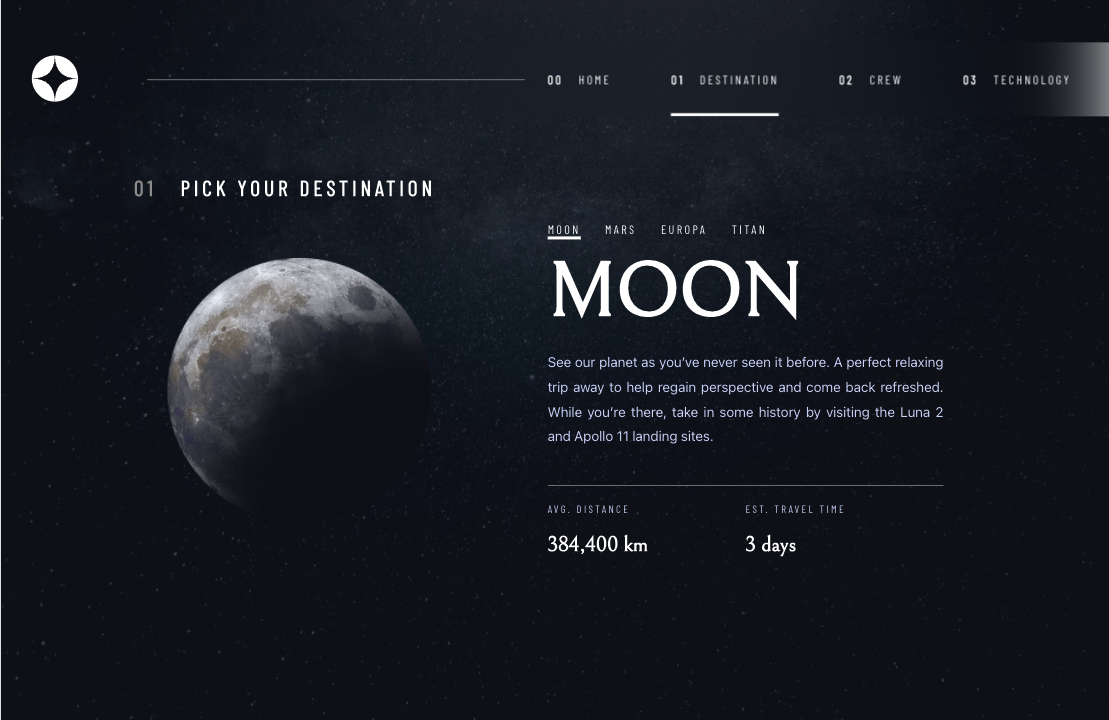 00 HOME 01 DESTINATION 02 CREW 03 TECHNOLOGY
01 PICK YOUR DESTINATION
MOON MARS EUROPA TITAN
MOON
See our planet as you’ve never seen it before. A perfect relaxing
trip away to help regain perspective and come back refreshed.
While you’re there, take in some history by visiting the Luna 2
and Apollo 11 landing sites.
AVG. DISTANCE EST. TRAVEL TIME
384,400 km 3 days